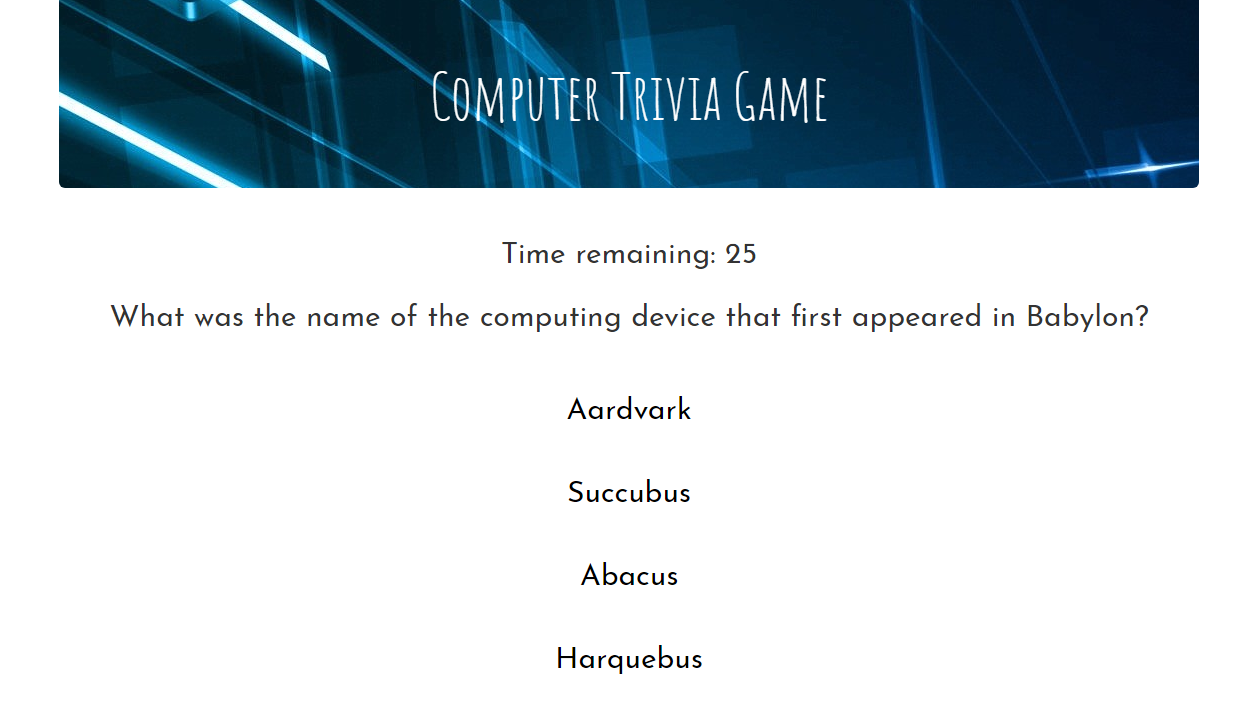 Computer Trivia Game
Time remaining: 25
What was the name of the computing device that first appeared in Babylon?
Aardvark
Succubus
Abacus
Harquebus